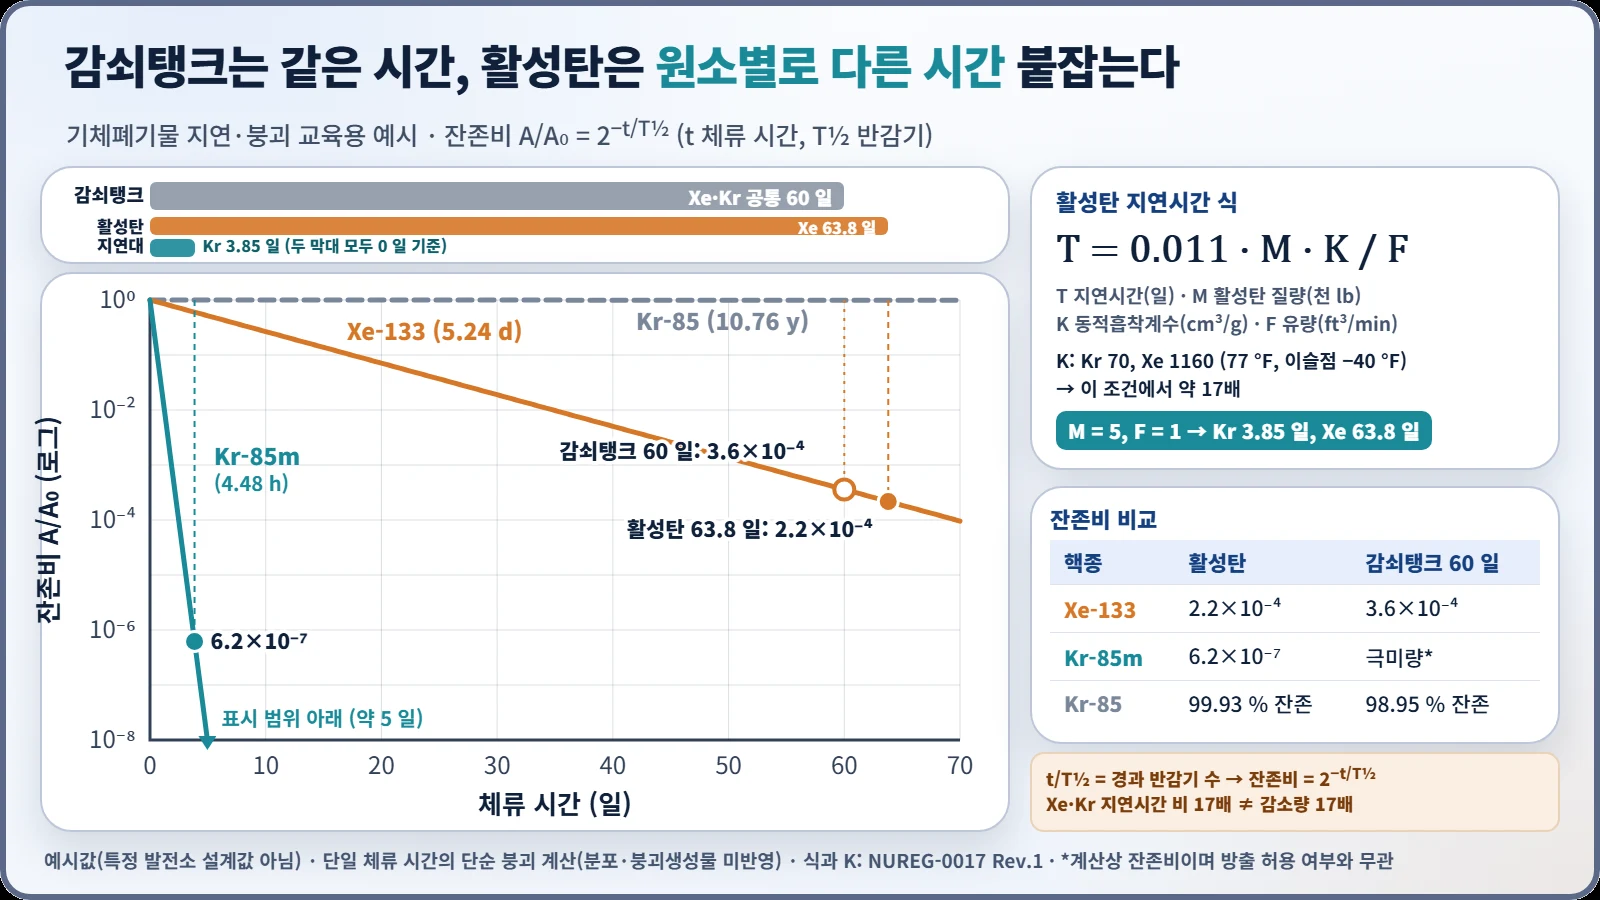 감쇠탱크는 같은 시간, 활성탄은 원소별로 다른 시간 붙잡는다
기체폐기물 지연·붕괴 교육용 예시 · 잔존비 A/A₀ = 2⁻ᵗ/ᵀ½ (t 체류 시간, T½ 반감기)
감쇠탱크
Xe·Kr 공통 60 일
활성탄
지연대
Xe 63.8 일
Kr 3.85 일 (두 막대 모두 0 일 기준)
잔존비 A/A₀ (로그)
10⁰
10⁻²
10⁻⁴
10⁻⁶
10⁻⁸
Xe-133 (5.24 d)
Kr-85 (10.76 y)
Kr-85m
(4.48 h)
감쇠탱크 60 일: 3.6×10⁻⁴
활성탄 63.8 일: 2.2×10⁻⁴
6.2×10⁻⁷
표시 범위 아래 (약 5 일)
0 10 20 30 40 50 60 70
체류 시간 (일)
활성탄 지연시간 식
T = 0.011 · M · K / F
T 지연시간(일) · M 활성탄 질량(천 lb)
K 동적흡착계수(cm³/g) · F 유량(ft³/min)
K: Kr 70, Xe 1160 (77 °F, 이슬점 −40 °F)
→ 이 조건에서 약 17배
M = 5, F = 1 → Kr 3.85 일, Xe 63.8 일
잔존비 비교
핵종 활성탄 감쇠탱크 60 일
Xe-133 2.2×10⁻⁴ 3.6×10⁻⁴
Kr-85m 6.2×10⁻⁷ 극미량*
Kr-85 99.93 % 잔존 98.95 % 잔존
t/T½ = 경과 반감기 수 → 잔존비 = 2⁻ᵗ/ᵀ½
Xe·Kr 지연시간 비 17배 ≠ 감소량 17배
예시값(특정 발전소 설계값 아님) · 단일 체류 시간의 단순 붕괴 계산(분포·붕괴생성물 미반영) · 식과 K: NUREG-0017 Rev.1 · *계산상 잔존비이며 방출 허용 여부와 무관